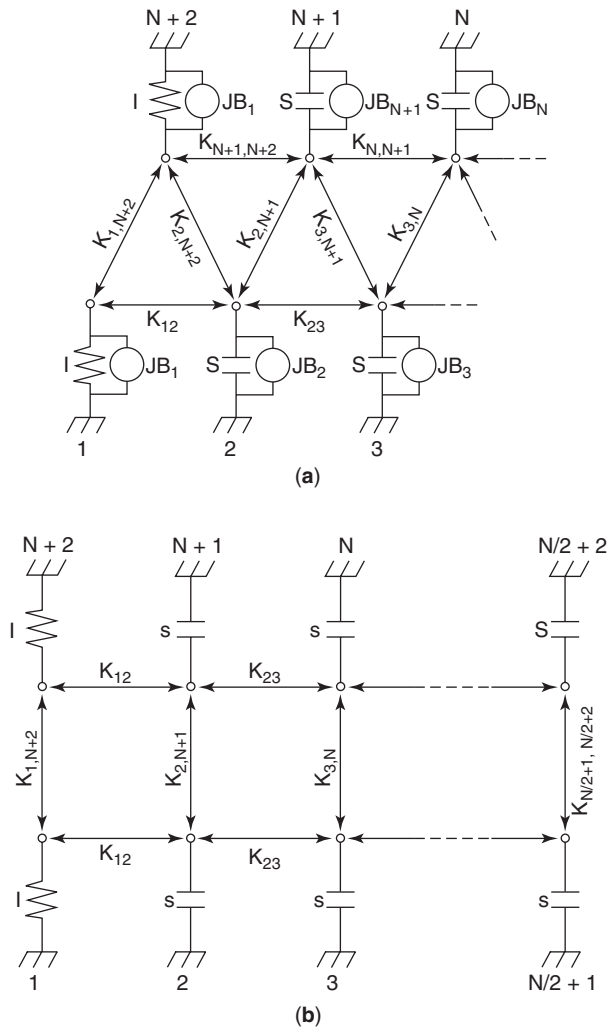 N + 2 N + 1 N
I JB1 S JBN+1 S JBN
KN+1,N+2 KN,N+1
K1,N+2 K2,N+2 K2,N+1 K3,N+1 K3,N
K12 K23
I JB1 S JB2 S JB3
1 2 3
(a)
N + 2 N + 1 N N/2 + 2
I s s S
K12 K23
K1,N+2 K2,N+1 K3,N KN/2+1, N/2+2
K12 K23
I s s s
1 2 3 N/2 + 1
(b)